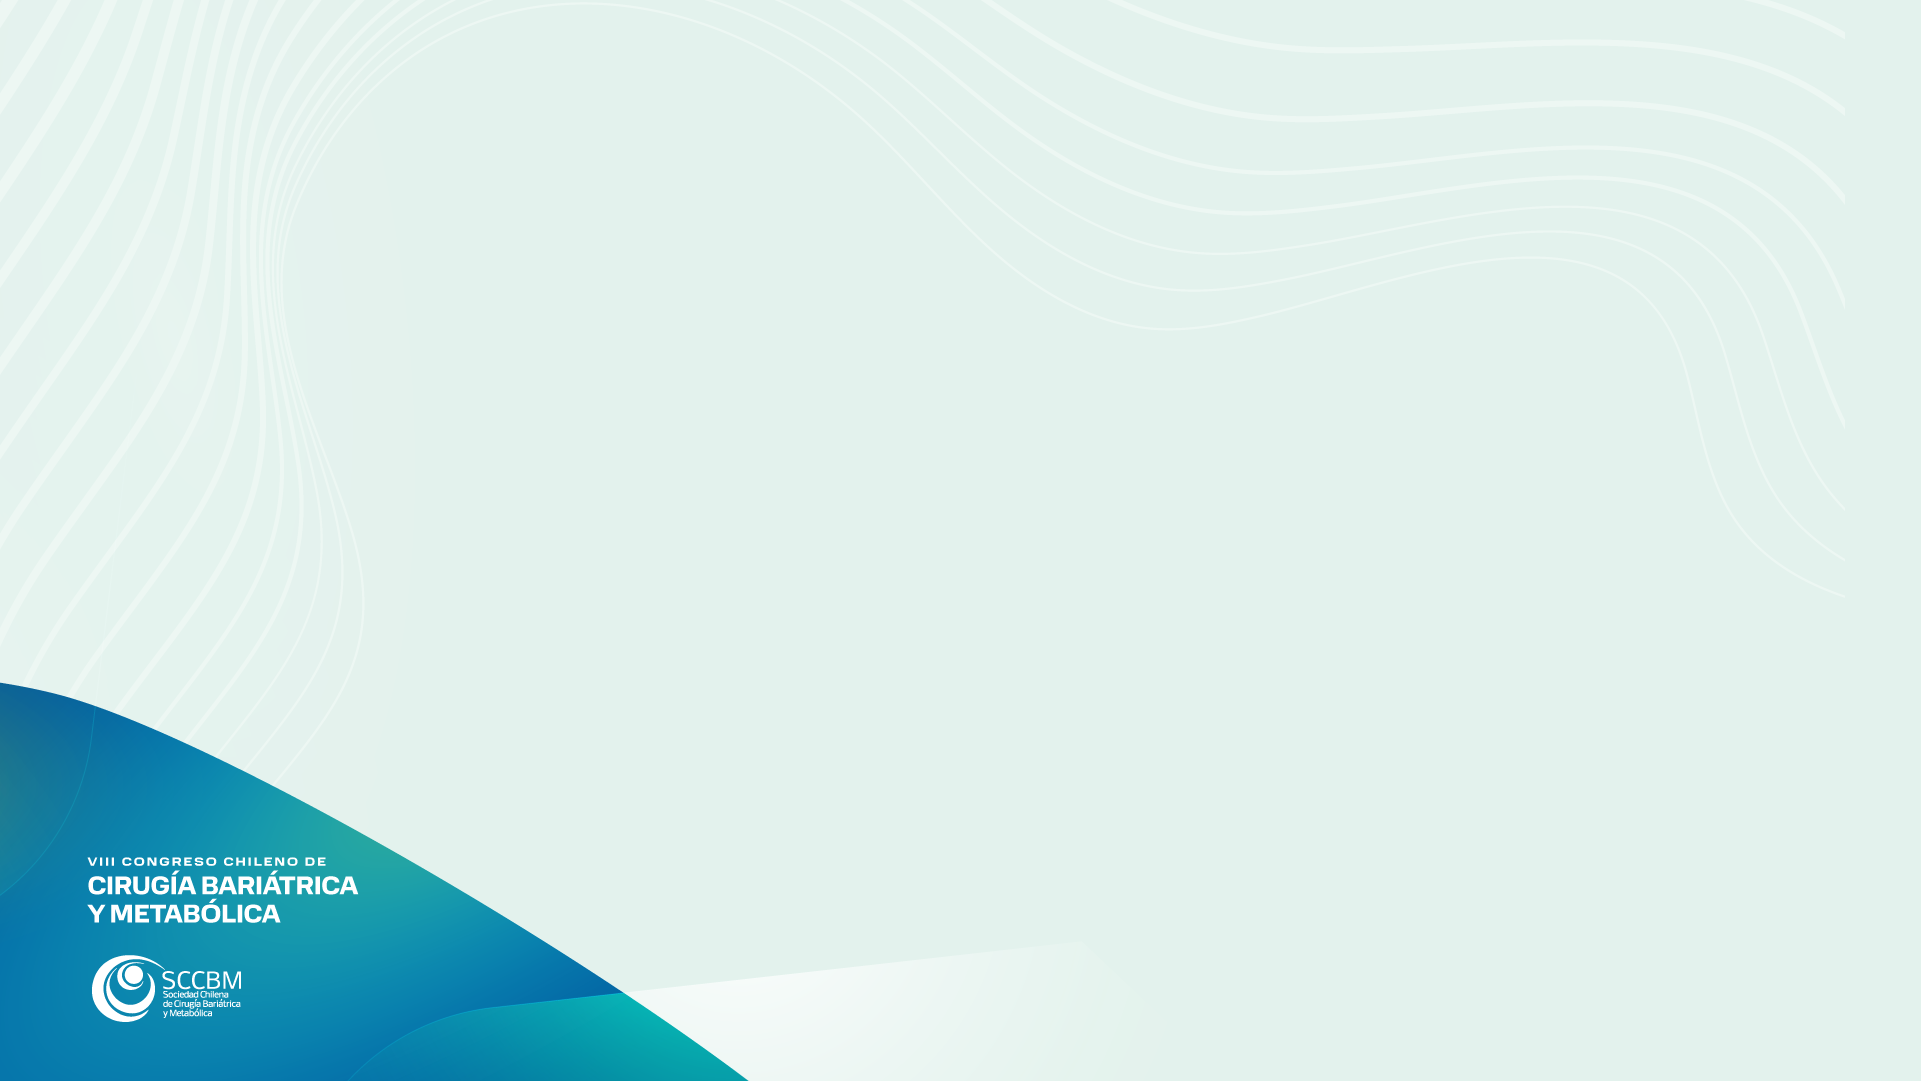 VIII CONGRESO CHILENO DE
CIRUGÍA BARIÁTRICA
Y METABÓLICA
SCCBM
Sociedad Chilena
de Cirugía Bariátrica
y Metabólica